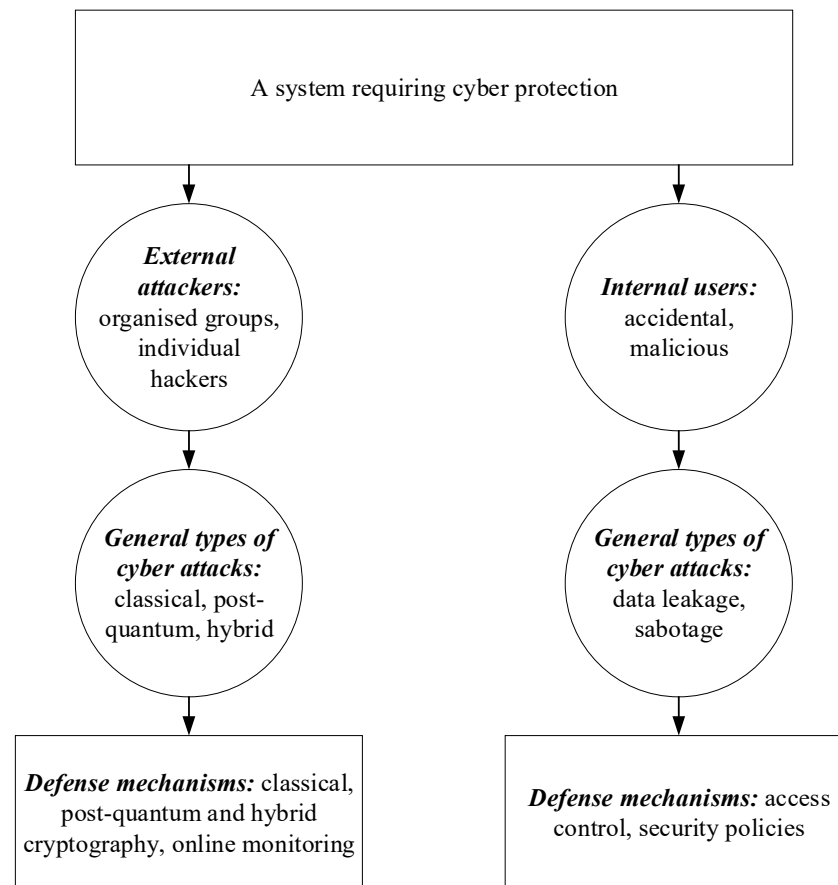 A system requiring cyber protection
External
attackers:
organised groups,
individual
hackers
Internal users:
accidental,
malicious
General types of
cyber attacks:
classical, post-
quantum, hybrid
General types of
cyber attacks:
data leakage,
sabotage
Defense mechanisms: classical,
post-quantum and hybrid
cryptography, online monitoring
Defense mechanisms: access
control, security policies